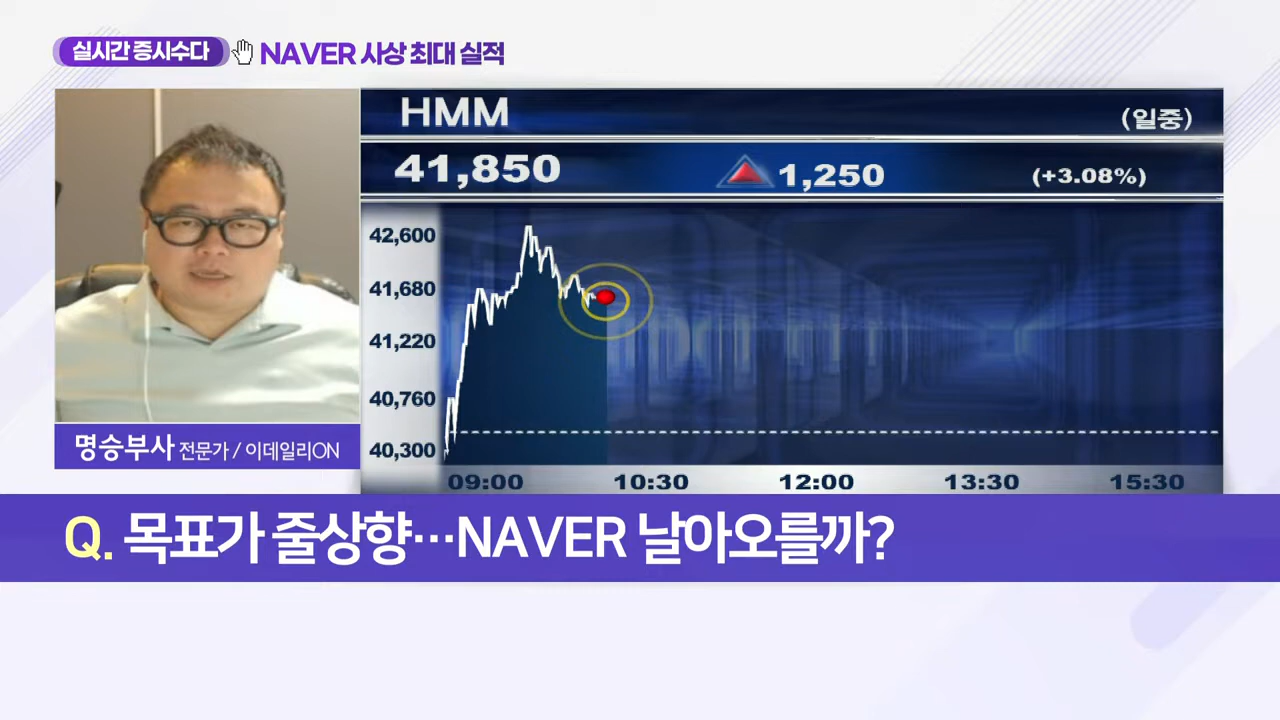 실시간 증시수다 NAVER 사상 최대 실적
HMM (일중)
41,850 1,250 (+3.08%)
42,600
41,680
41,220
40,760
40,300
09:00 10:30 12:00 13:30 15:30
명승부사 전문가 / 이데일리ON
Q. 목표가 줄상향…NAVER 날아오를까?